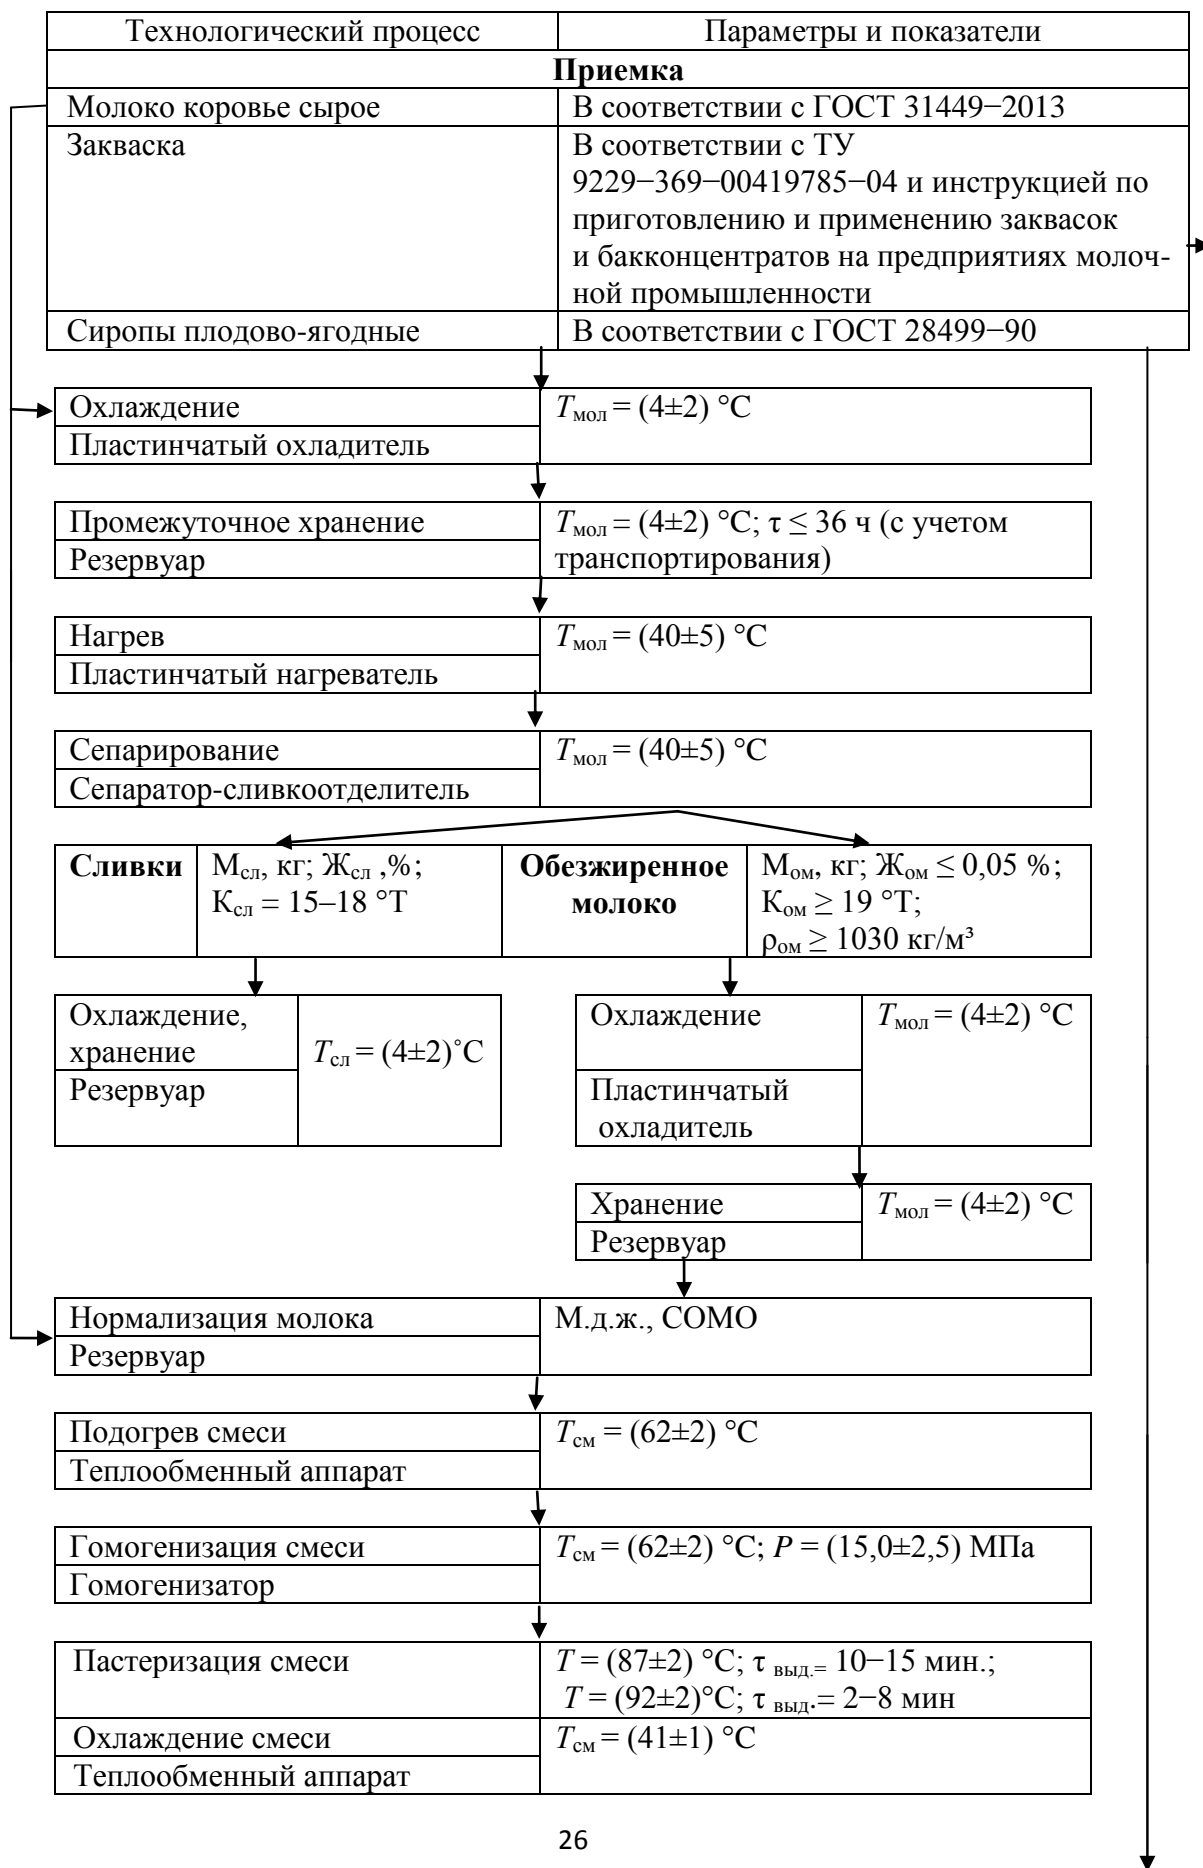 Технологический процесс
Параметры и показатели
Приемка
Молоко коровье сырое
В соответствии с ГОСТ 31449−2013
Закваска
В соответствии с ТУ
9229−369−00419785−04 и инструкцией по
приготовлению и применению заквасок
и бакконцентратов на предприятиях молоч-
ной промышленности
Сиропы плодово-ягодные
В соответствии с ГОСТ 28499−90
Охлаждение
Tмол = (4±2) °C
Пластинчатый охладитель
Промежуточное хранение
Tмол = (4±2) °C; τ ≤ 36 ч (с учетом
Резервуар
транспортирования)
Нагрев
Tмол = (40±5) °C
Пластинчатый нагреватель
Сепарирование
Tмол = (40±5) °C
Сепаратор-сливкоотделитель
Сливки
Мсл, кг; Жсл ,%;
Ксл = 15–18 °Т
Обезжиренное
молоко
Мом, кг; Жом ≤ 0,05 %;
Ком ≥ 19 °Т;
ρом ≥ 1030 кг/м³
Охлаждение,
хранение
Резервуар
Tсл = (4±2)˚C
Охлаждение
Tмол = (4±2) °C
Пластинчатый
охладитель
Хранение
Tмол = (4±2) °C
Резервуар
Нормализация молока
М.д.ж., СОМО
Резервуар
Подогрев смеси
Tсм = (62±2) °C
Теплообменный аппарат
Гомогенизация смеси
Tсм = (62±2) °C; P = (15,0±2,5) МПа
Гомогенизатор
Пастеризация смеси
T = (87±2) °C; τ выд.= 10−15 мин.;
T = (92±2)°C; τ выд.= 2−8 мин
Охлаждение смеси
Tсм = (41±1) °C
Теплообменный аппарат
26